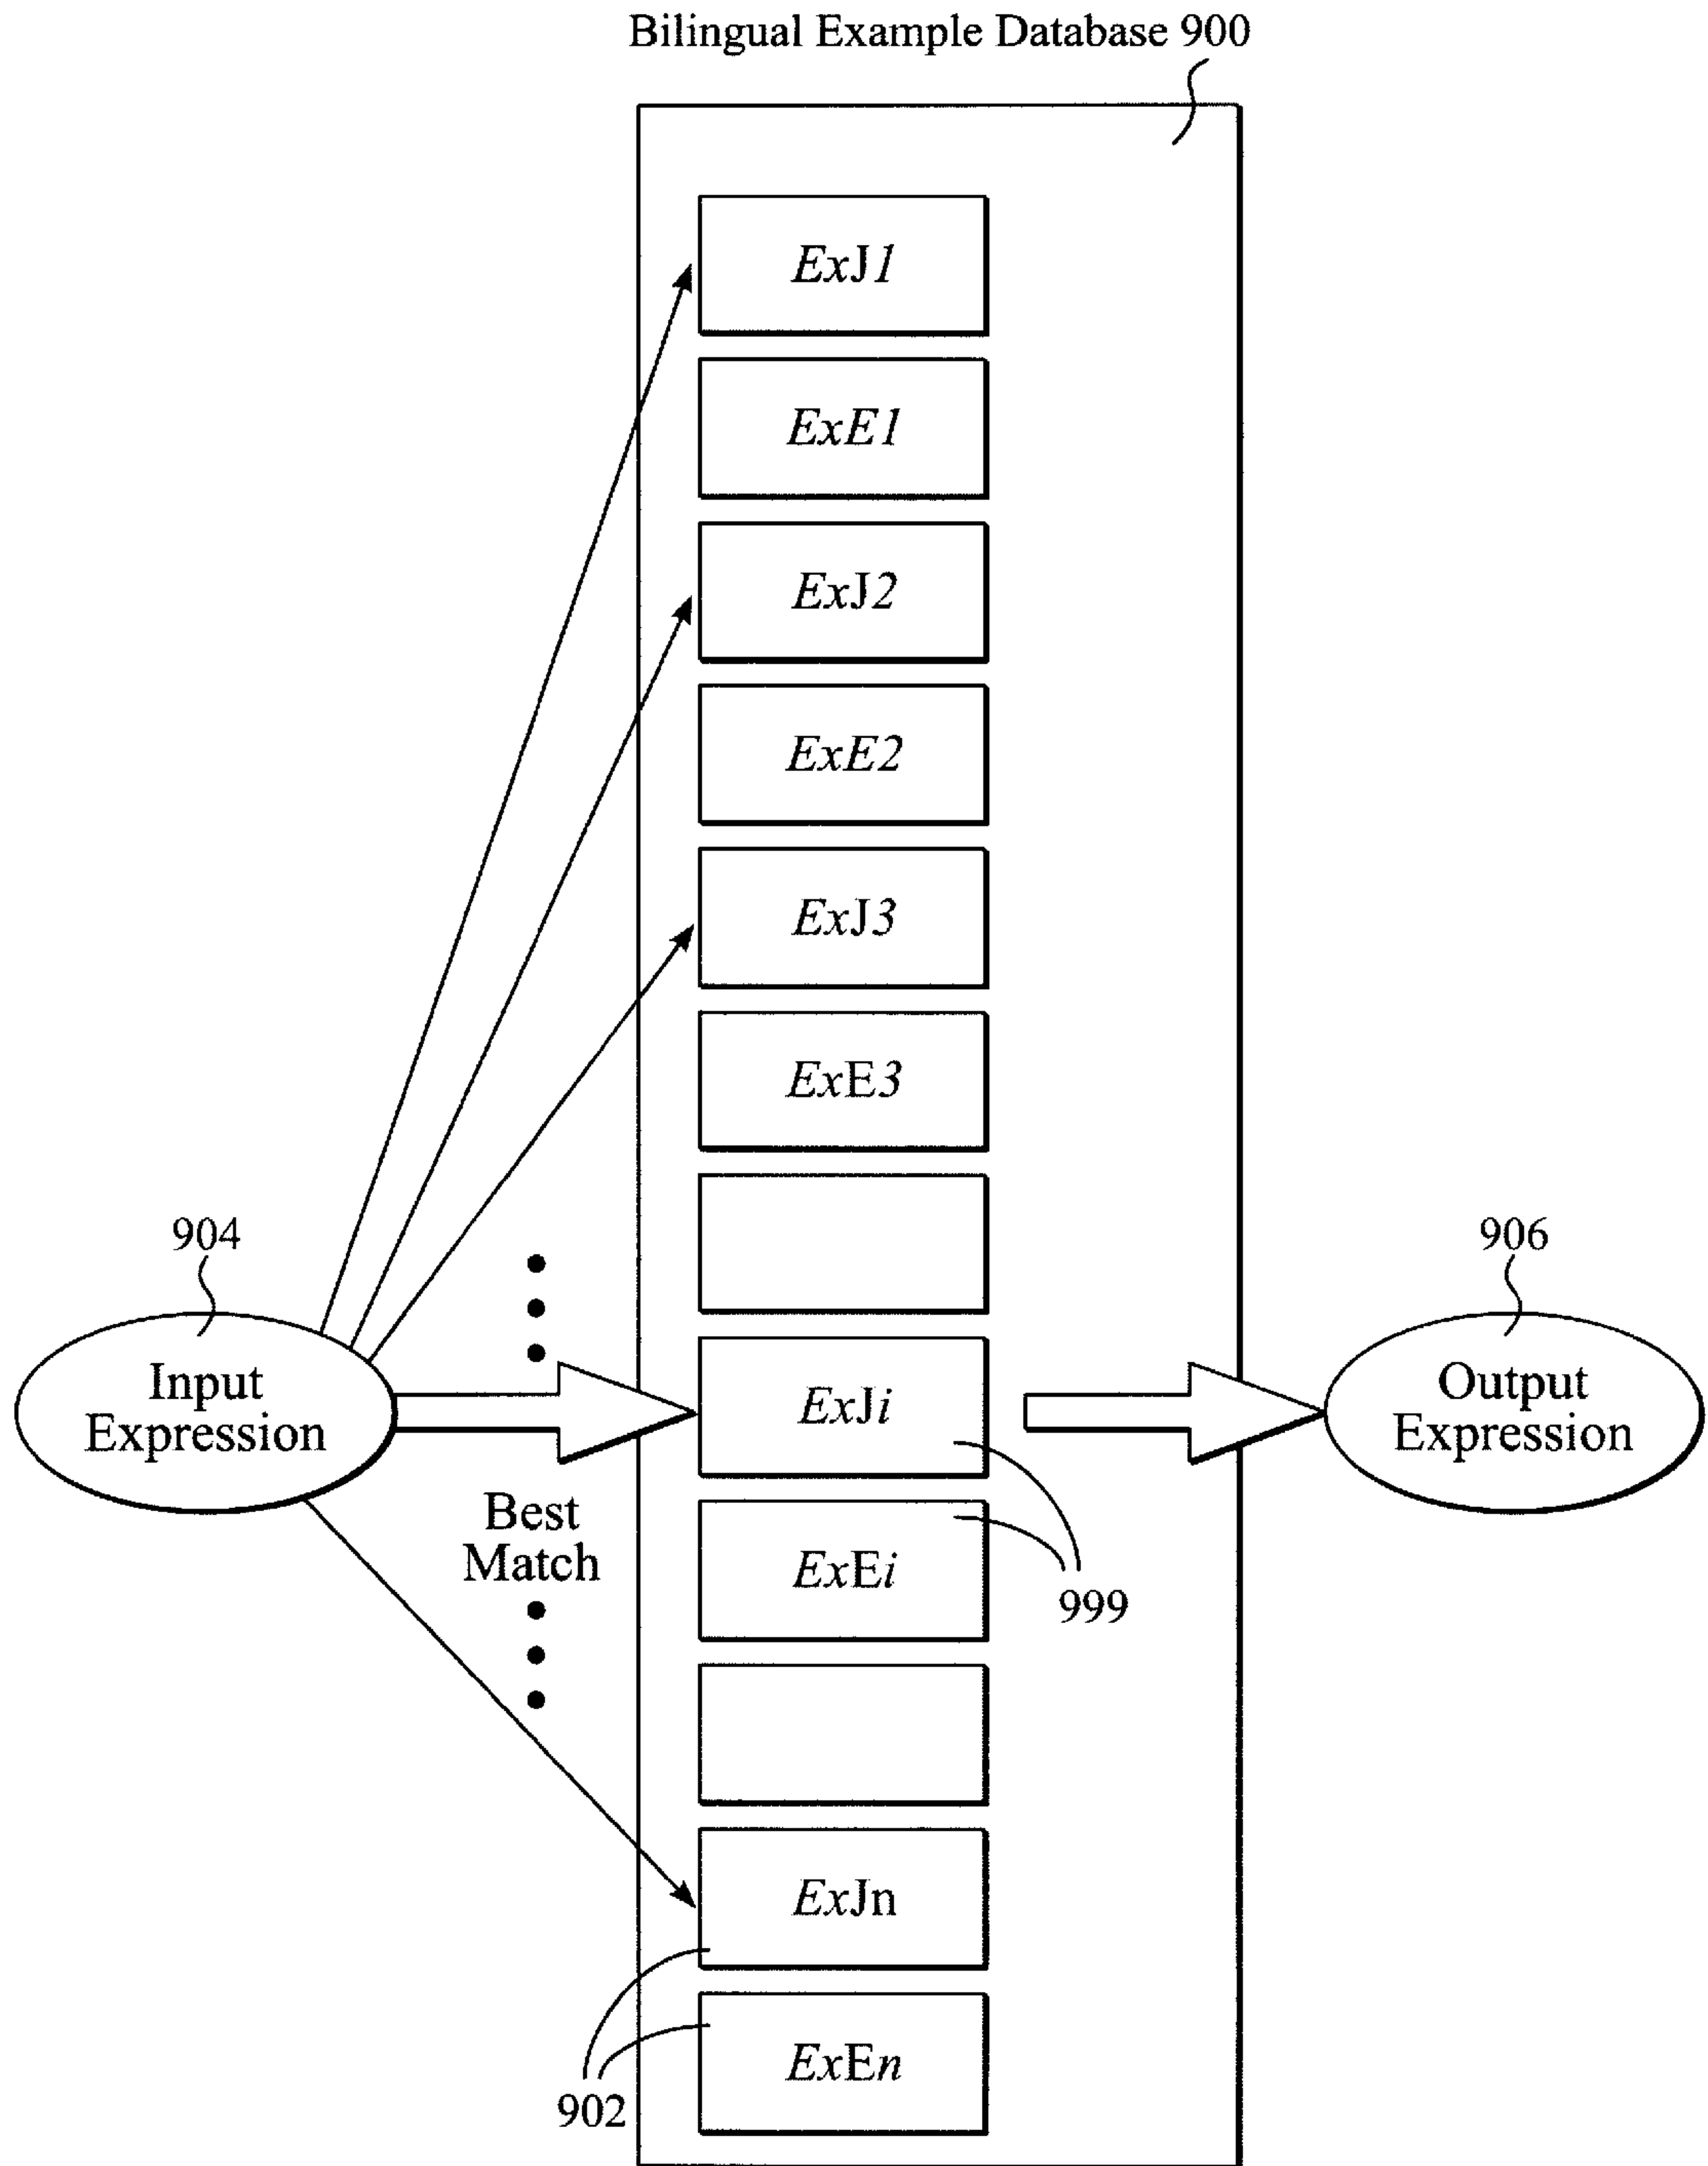 Bilingual Example Database 900
ExJ1
ExE1
ExJ2
ExE2
ExJ3
ExE3
904
906
Input
Expression
ExJi
Output
Expression
Best
Match
ExEi
999
ExJn
ExEn
902